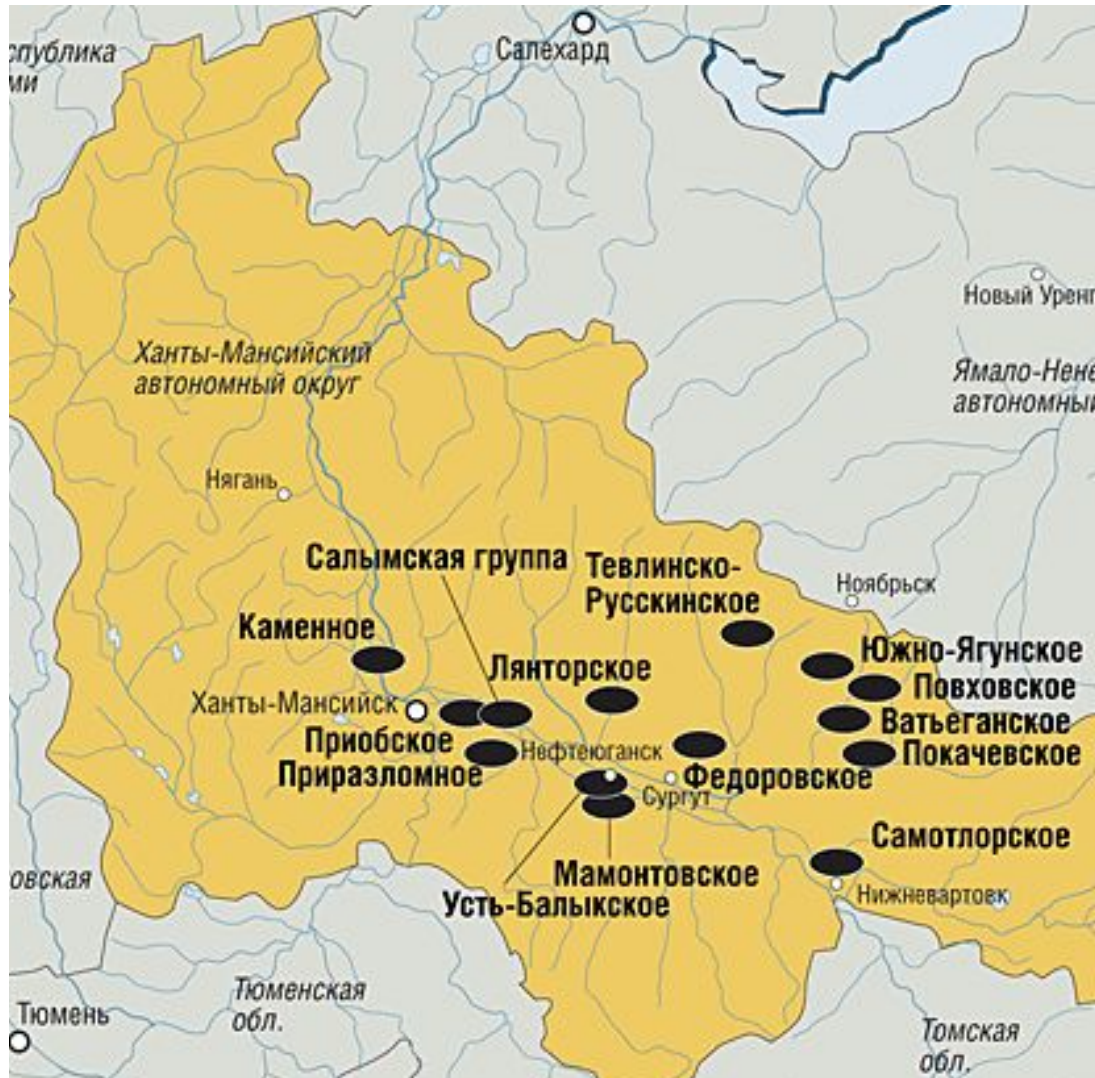 спублика
ми
Салехард
Новый Уренг
Ханты-Мансийский
автономный округ
Ямало-Нене
автономный
Нягань
Салымская группа
Тевлинско-
Русскинское
Ноябрьск
Каменное
Южно-Ягунское
Лянторское
Повховское
Ханты-Мансийск
Ватьеганское
Приобское
Нефтеюганск
Покачевское
Приразломное
Федоровское
Сургут
Самотлорское
Мамонтовское
Нижневартовк
Усть-Балыкское
овская
Тюменская
обл.
Тюмень
Томская
обл.